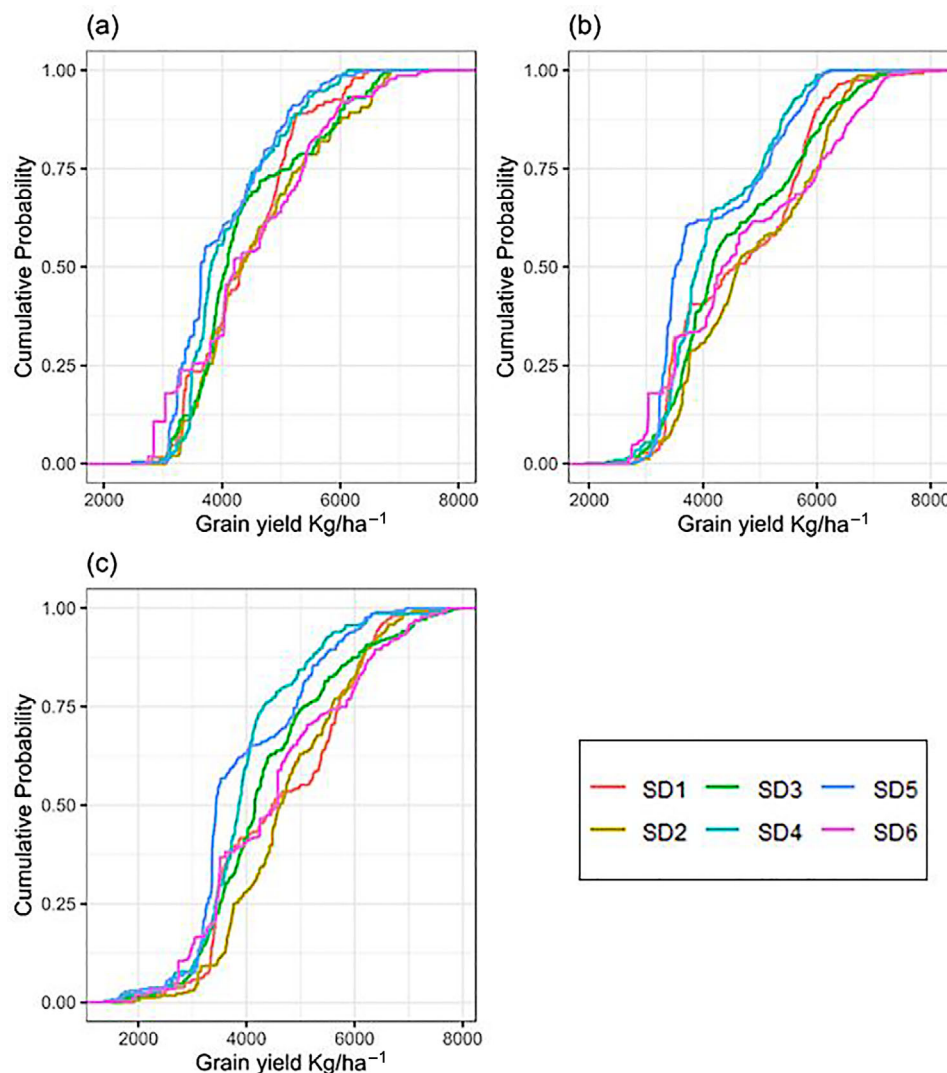 (a)
1.00
0.75
0.50
0.25
0.00
Cumulative Probability
2000 4000 6000 8000
Grain yield Kg/ha⁻¹
(b)
1.00
0.75
0.50
0.25
0.00
Cumulative Probability
2000 4000 6000 8000
Grain yield Kg/ha⁻¹
(c)
1.00
0.75
0.50
0.25
0.00
Cumulative Probability
2000 4000 6000 8000
Grain yield Kg/ha⁻¹
SD1 SD3 SD5
SD2 SD4 SD6